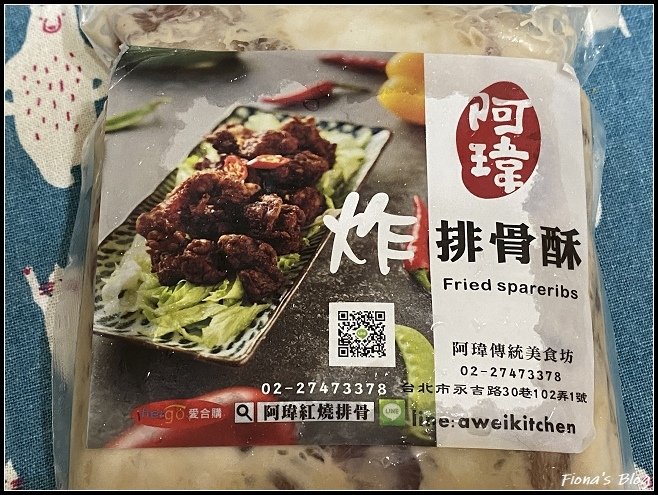 阿瑋
炸排骨酥
Fried spareribs
阿瑋傳統美食坊
02-27473378
02-27473378 台北市永吉路30巷102弄1號
愛合購 阿瑋紅燒排骨 LINE line:aweikitchen
Fiona's Blog